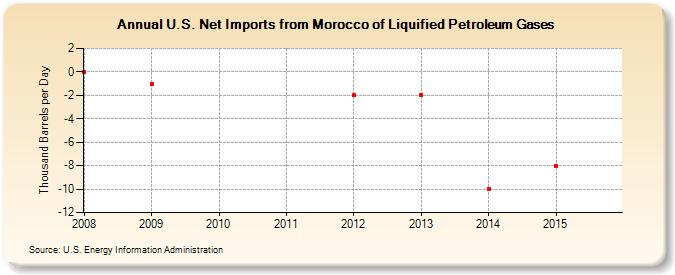 Annual U.S. Net Imports from Morocco of Liquified Petroleum Gases
Thousand Barrels per Day
2
0
-2
-4
-6
-8
-10
-12
2008 2009 2010 2011 2012 2013 2014 2015
Source: U.S. Energy Information Administration